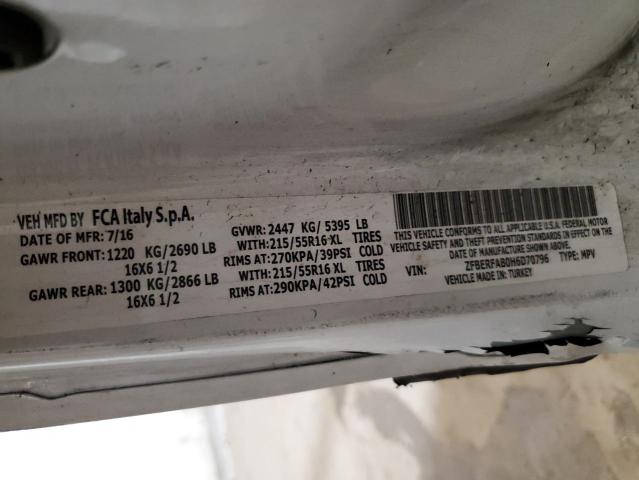 VEH MFD BY FCA Italy S.p.A.
DATE OF MFR: 7/16
GAWR FRONT: 1220 KG/2690 LB
16X6 1/2
GAWR REAR: 1300 KG/2866 LB
16X6 1/2
GVWR: 2447 KG/ 5395 LB
WITH: 215/55R16 XL TIRES
RIMS AT: 270KPA/39PSI COLD
WITH: 215/55R16 XL TIRES
RIMS AT: 290KPA/42PSI COLD
THIS VEHICLE CONFORMS TO ALL APPLICABLE U.S.A. FEDERAL MOTOR
VEHICLE SAFETY AND THEFT PREVENTION STANDARDS
IN EFFECT ON THE
DATE OF MANUFACTURE SHOWN ABOVE.
VIN: ZFBERFAB0H6D70796 TYPE: MPV
MADE IN: TURKEY